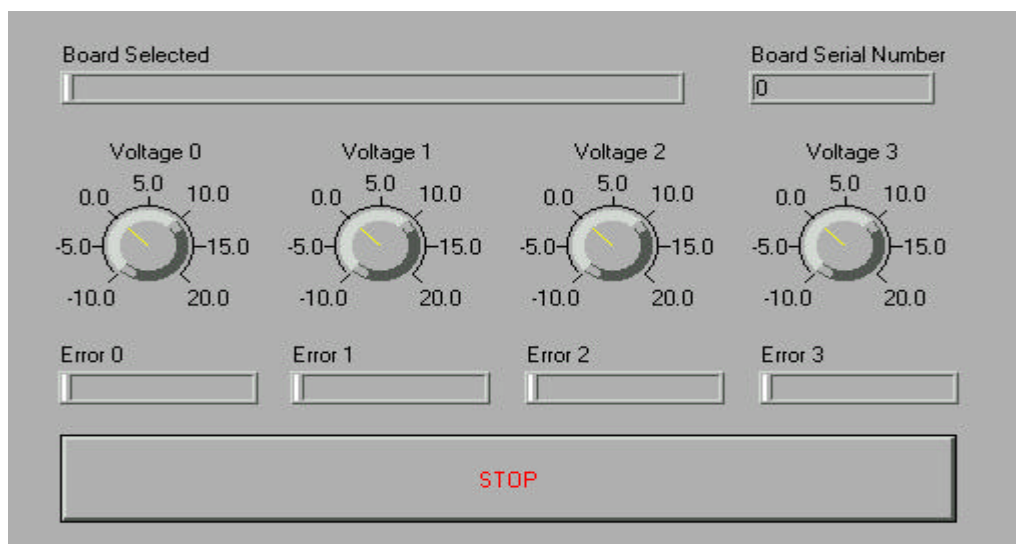 Board Selected Board Serial Number
0
Voltage 0 Voltage 1 Voltage 2 Voltage 3
5.0 5.0 5.0 5.0
0.0 10.0 0.0 10.0 0.0 10.0 0.0 10.0
-5.0 15.0 -5.0 15.0 -5.0 15.0 -5.0 15.0
-10.0 20.0 -10.0 20.0 -10.0 20.0 -10.0 20.0
Error 0 Error 1 Error 2 Error 3
STOP